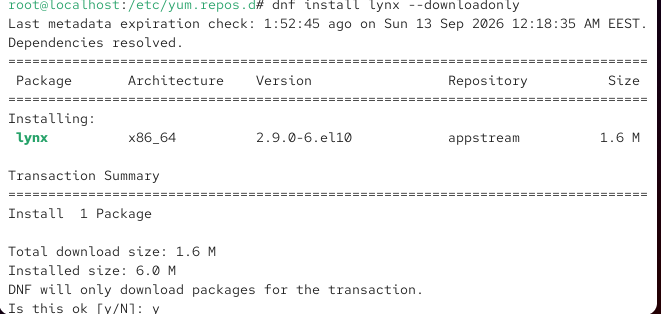 root@localhost:/etc/yum.repos.d# dnf install lynx --downloadonly
Last metadata expiration check: 1:52:45 ago on Sun 13 Sep 2026 12:18:35 AM EEST.
Dependencies resolved.
================================================================================
Package Architecture Version Repository Size
================================================================================
Installing:
lynx x86_64 2.9.0-6.el10 appstream 1.6 M
Transaction Summary
================================================================================
Install 1 Package
Total download size: 1.6 M
Installed size: 6.0 M
DNF will only download packages for the transaction.
Is this ok [y/N]: y